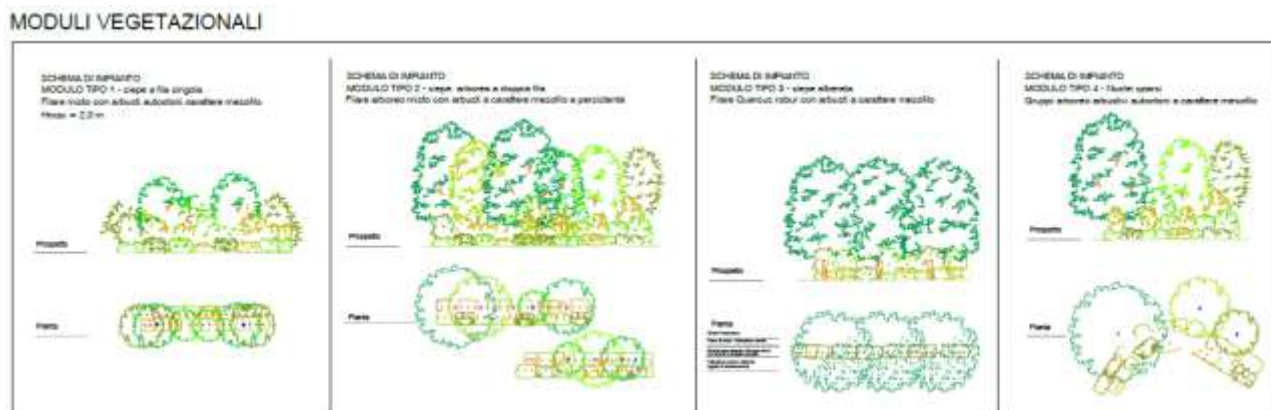 MODULI VEGETAZIONALI
SCHEMA DI IMPIANTO
MODULO TIPO 1 - siepe a fila singola
Filare misto con arbusti autoctoni carattere mesofilo
Hmax = 2,0 m
Prospetto
Pianta
SCHEMA DI IMPIANTO
MODULO TIPO 2 - siepe arborea a doppia fila
Filare arboreo misto con arbusti a carattere mesofilo a percidente
Prospetto
Pianta
SCHEMA DI IMPIANTO
MODULO TIPO 3 - siepe alberata
Filare Quercus robur con arbusti a carattere mesofilo
Prospetto
Pianta
SCHEMA DI IMPIANTO
MODULO TIPO 4 - Nuclei sparsi
Gruppi arboreo arbustivi autoctoni a carattere mesofilo
Prospetto
Pianta